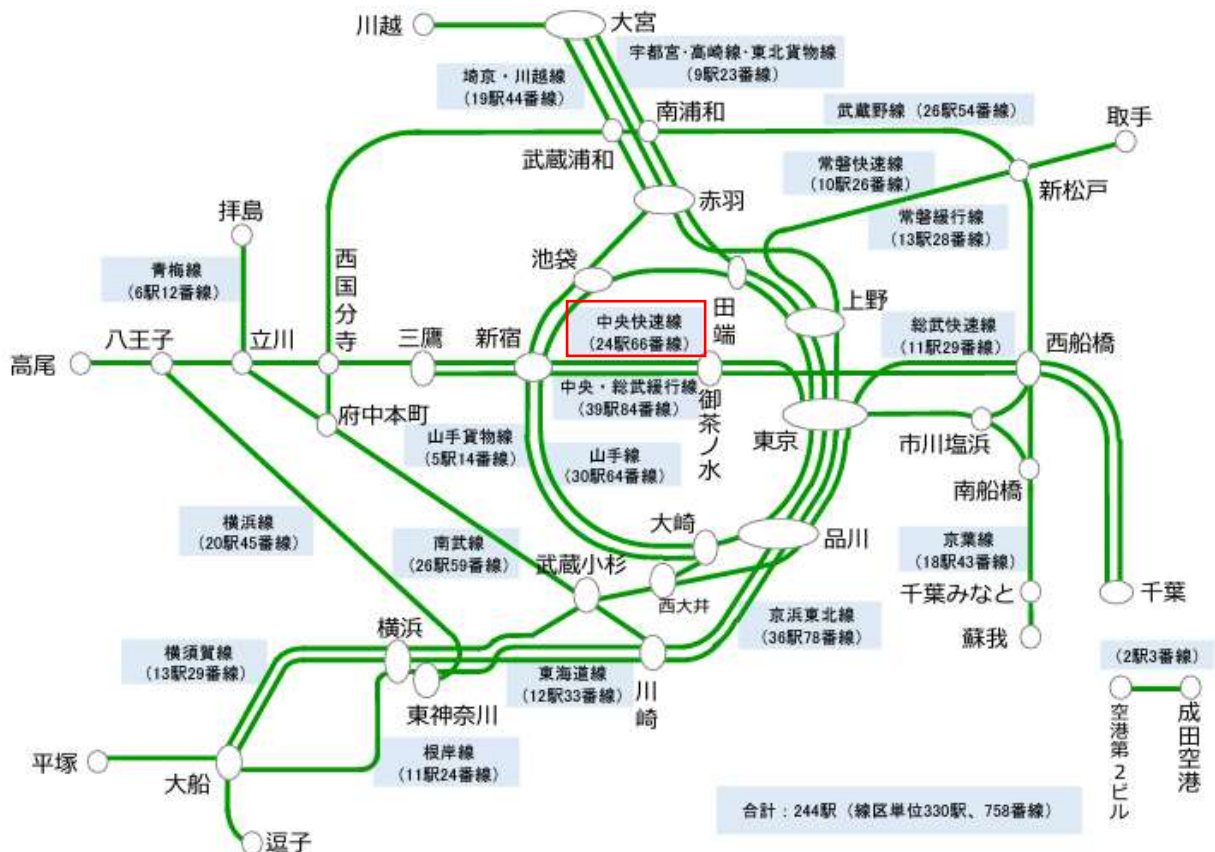 川越
大宮
宇都宮・高崎線・東北貨物線
(9駅23番線)
埼京・川越線
(19駅44番線)
南浦和
武蔵野線（26駅54番線）
取手
武蔵浦和
常磐快速線
(10駅26番線)
新松戸
赤羽
拝島
常磐緩行線
(13駅28番線)
青梅線
(6駅12番線)
西国分寺
池袋
田端
上野
中央快速線
(24駅66番線)
総武快速線
(11駅29番線)
高尾
八王子
立川
三鷹
新宿
西船橋
中央・総武緩行線
(39駅84番線)
御茶ノ水
府中本町
山手貨物線
(5駅14番線)
山手線
(30駅64番線)
東京
市川塩浜
南船橋
横浜線
(20駅45番線)
南武線
(26駅59番線)
大崎
品川
京葉線
(18駅43番線)
武蔵小杉
西大井
千葉みなと
千葉
京浜東北線
(36駅78番線)
蘇我
横浜
横須賀線
(13駅29番線)
東海道線
(12駅33番線)
川崎
(2駅3番線)
東神奈川
空港第2ビル
成田空港
平塚
大船
根岸線
(11駅24番線)
合計：244駅（線区単位330駅、758番線）
逗子